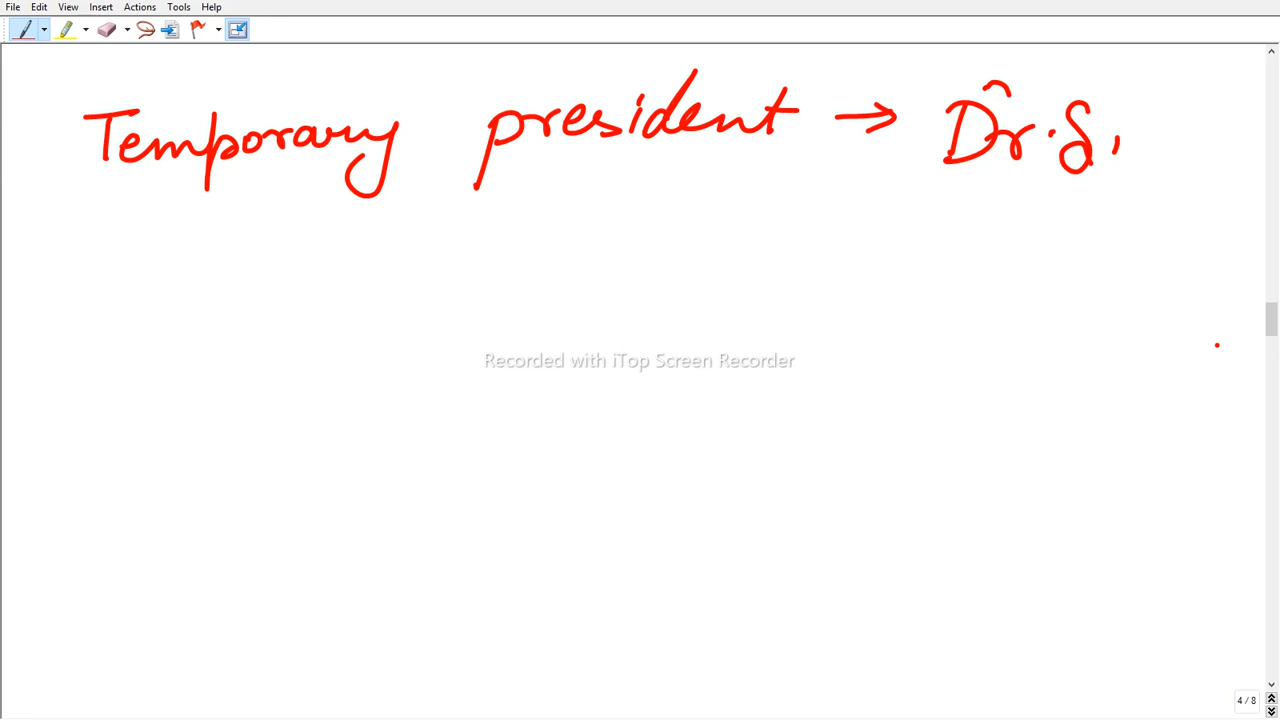 File Edit View Insert Actions Tools Help
Temporary president → Dr. S
Recorded with iTop Screen Recorder
4 / 8